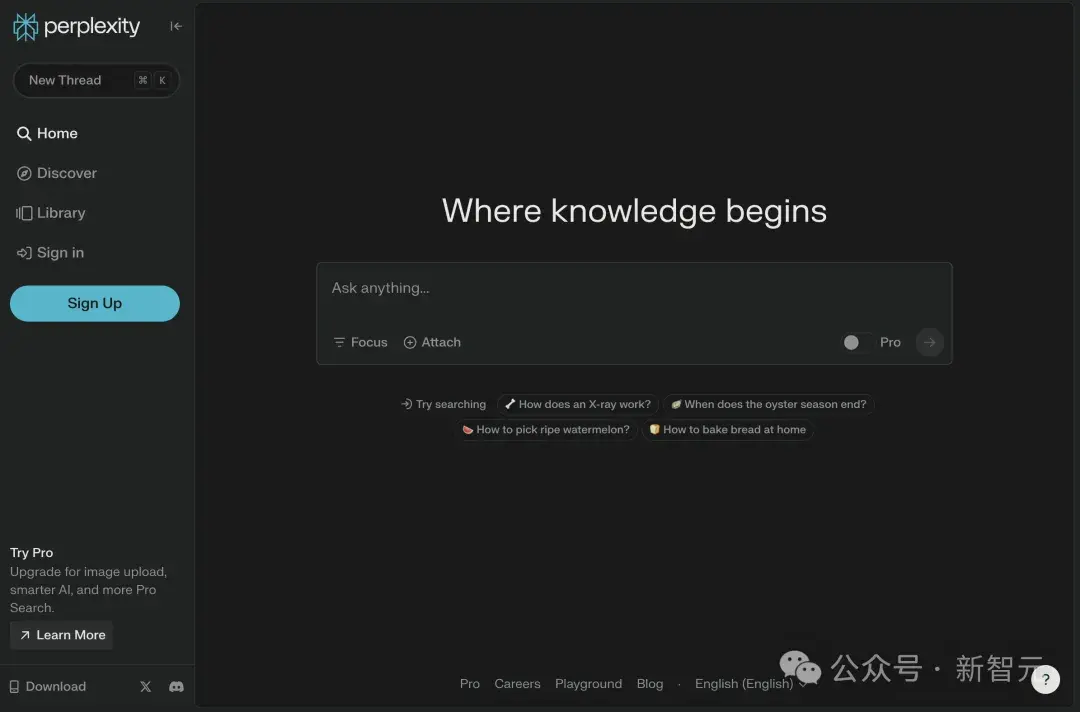 perplexity
New Thread ⌘ K
Home
Discover
Library
Sign in
Sign Up
Where knowledge begins
Ask anything...
Focus Attach Pro
Try searching How does an X-ray work? When does the oyster season end?
How to pick ripe watermelon? How to bake bread at home
Try Pro
Upgrade for image upload,
smarter AI, and more Pro
Search.
Learn More
Download
Pro Careers Playground Blog · English (English)
公众号 · 新智元
?